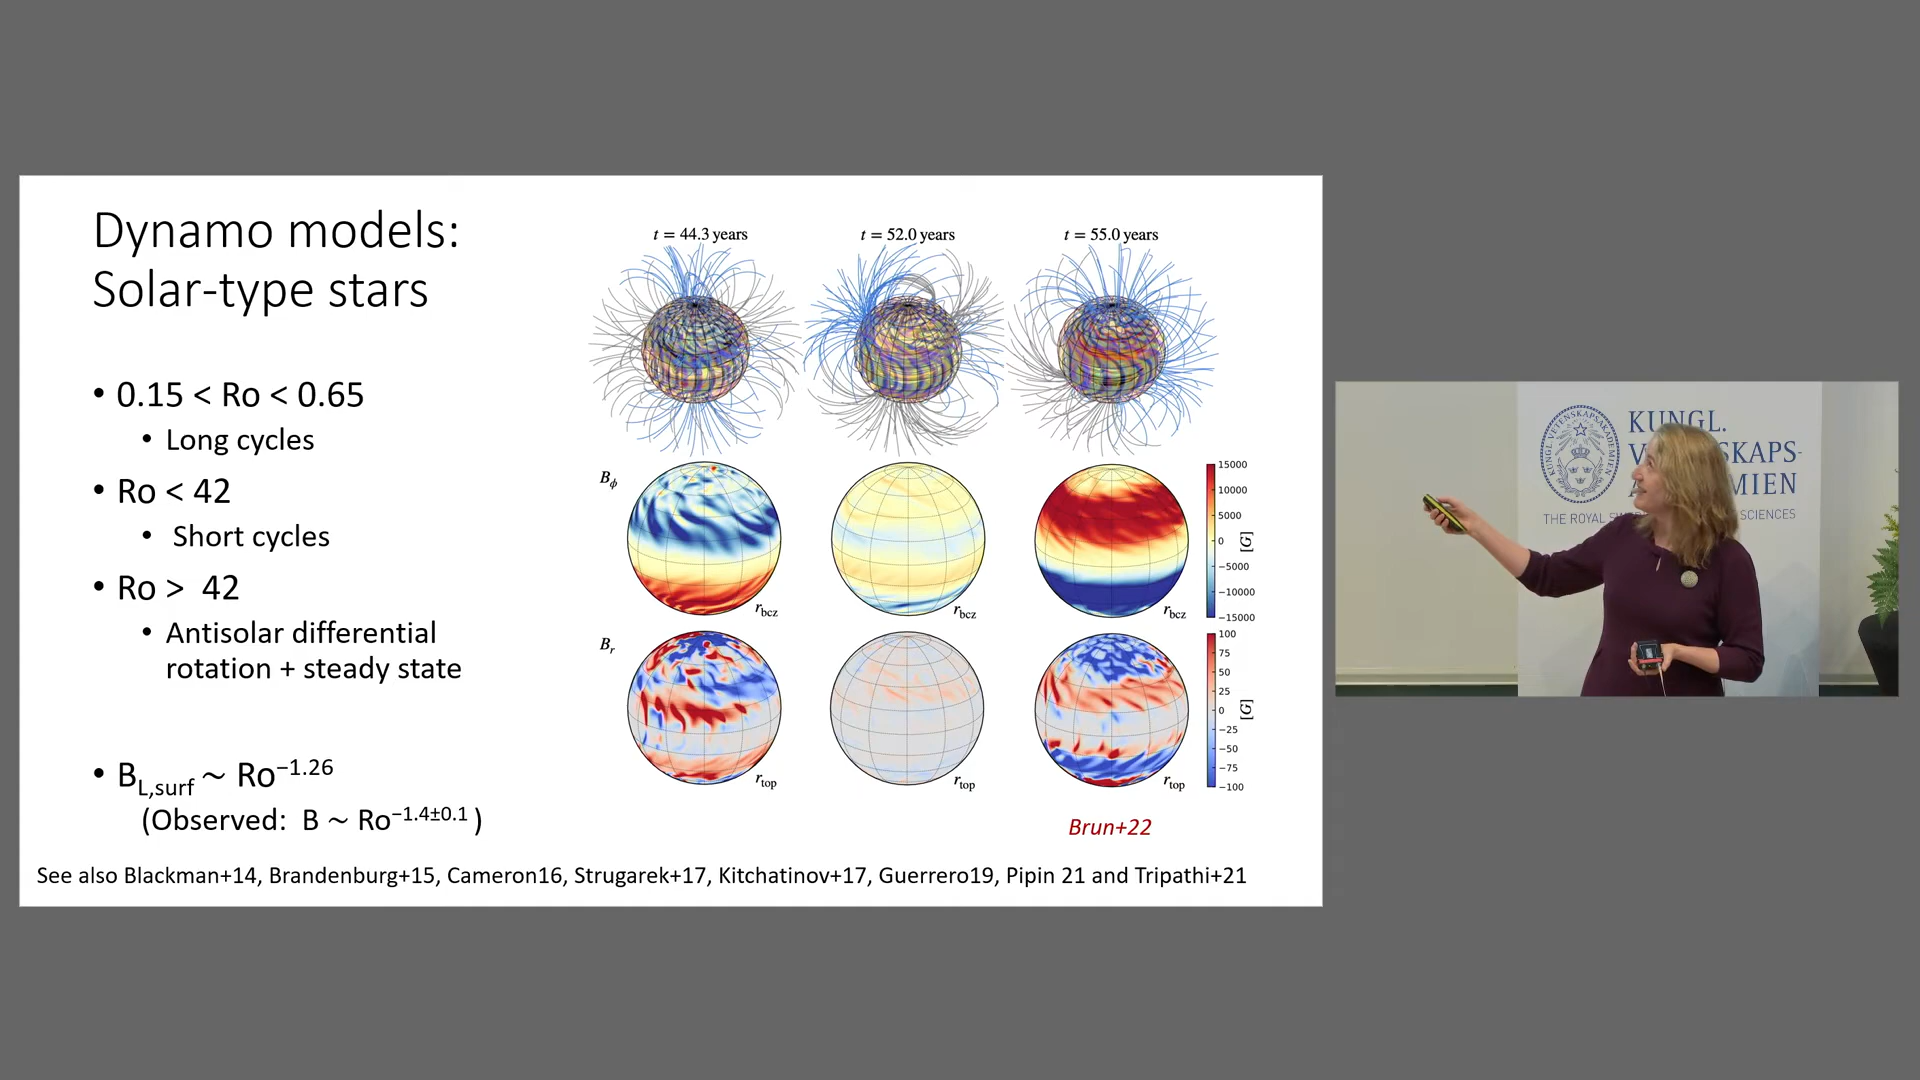 Dynamo models:
Solar-type stars
• 0.15 < Ro < 0.65
• Long cycles
• Ro < 42
• Short cycles
• Ro > 42
• Antisolar differential
rotation + steady state
• B_L,surf ~ Ro^−1.26
(Observed: B ~ Ro^−1.4±0.1)
t = 44.3 years
t = 52.0 years
t = 55.0 years
B_ϕ
r_bcz
r_bcz
r_bcz
15000
10000
5000
0
−5000
−10000
−15000
[G]
B_r
r_top
r_top
r_top
100
75
50
25
0
−25
−50
−75
−100
[G]
Brun+22
See also Blackman+14, Brandenburg+15, Cameron16, Strugarek+17, Kitchatinov+17, Guerrero19, Pipin 21 and Tripathi+21
KUNGL.
SKAPS-
MIEN
THE ROYAL SCIENCES